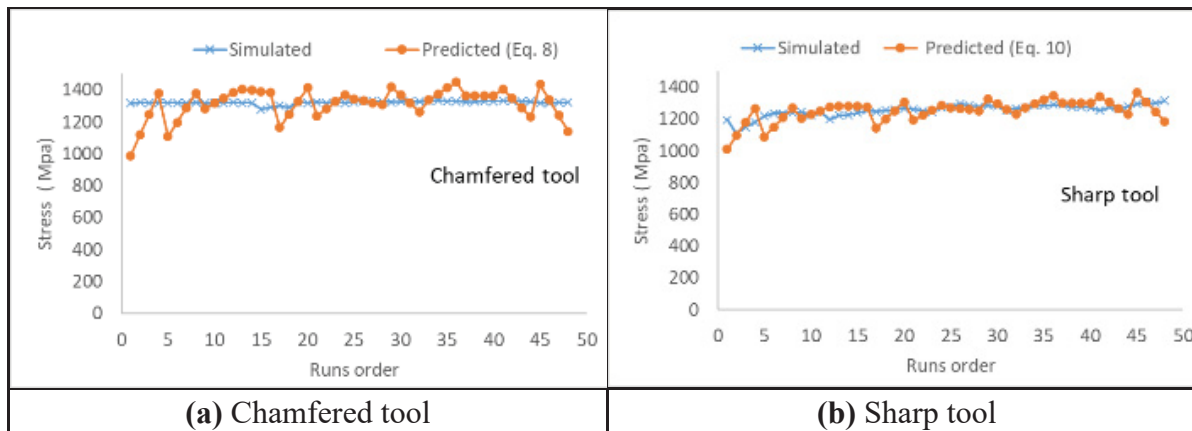 Simulated Predicted (Eq. 8)
1400
1200
1000
800
600
400
200
0
Stress ( Mpa)
Chamfered tool
0 5 10 15 20 25 30 35 40 45 50
Runs order
(a) Chamfered tool
Simulated Predicted (Eq. 10)
1400
1200
1000
800
600
400
200
0
Stress ( Mpa)
Sharp tool
0 5 10 15 20 25 30 35 40 45 50
Runs order
(b) Sharp tool